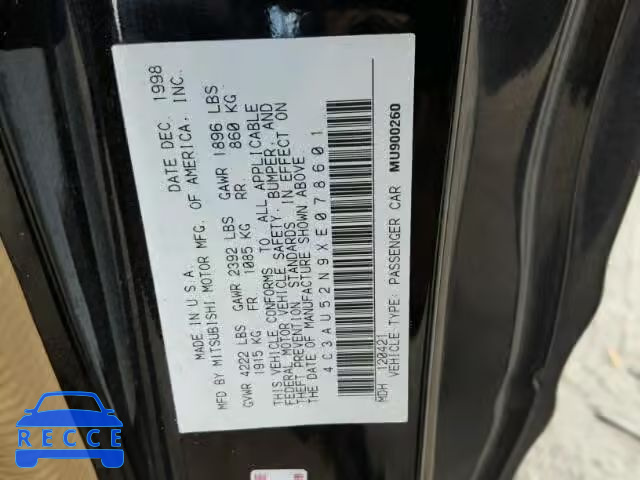 MADE IN U.S.A. DATE DEC. 1998
MFD BY MITSUBISHI MOTOR MFG. OF AMERICA, INC.
GVWR 4222 LBS GAWR 2392 LBS GAWR 1896 LBS
1915 KG FR 1085 KG RR. 860 KG
THIS VEHICLE CONFORMS TO ALL APPLICABLE
FEDERAL MOTOR VEHICLE SAFETY, BUMPER, AND
THEFT PREVENTION STANDARDS IN EFFECT ON
THE DATE OF MANUFACTURE SHOWN ABOVE
4C3AU52N9XE078601
MDH 120421
VEHICLE TYPE: PASSENGER CAR MU900260
RECCE